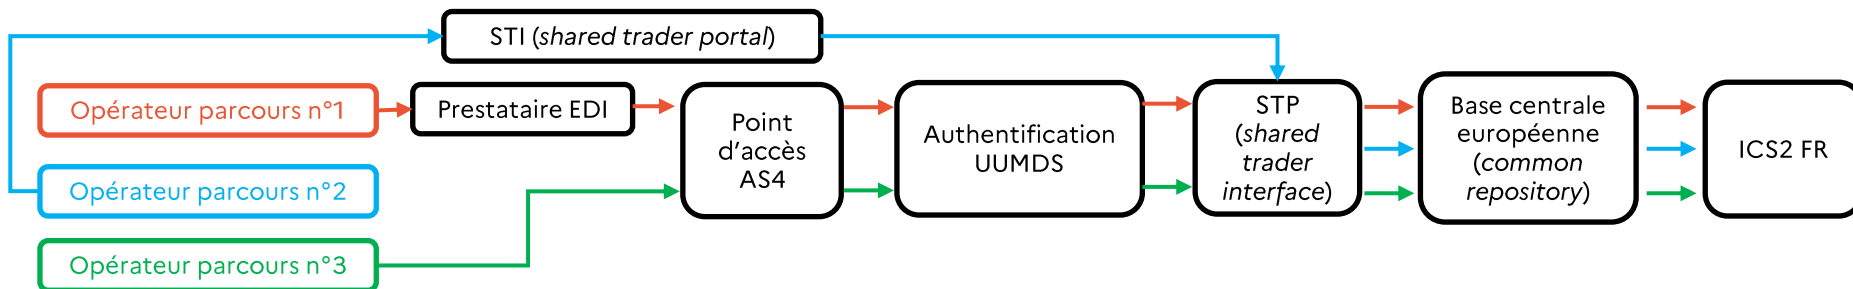 STI (shared trader portal)
Opérateur parcours n°1
Prestataire EDI
Opérateur parcours n°2
Opérateur parcours n°3
Point
d'accès
AS4
Authentification
UUMDS
STP
(shared
trader
interface)
Base centrale
européenne
(common
repository)
ICS2 FR